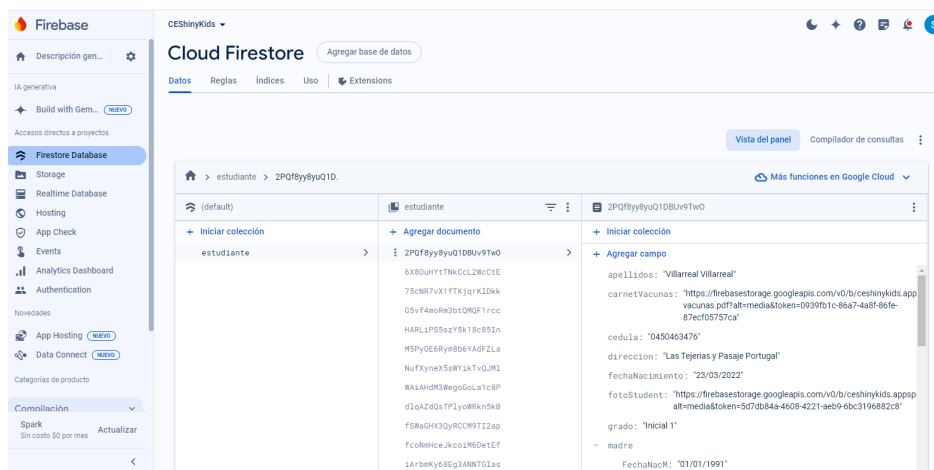 Firebase
CEShinyKids
Descripción gen...
Cloud Firestore
Agregar base de datos
Datos Reglas Índices Uso Extensions
IA generativa
Build with Gem... NUEVO
Accesos directos a proyectos
Firestore Database
Storage
Realtime Database
Hosting
App Check
Events
Analytics Dashboard
Authentication
Novedades
App Hosting NUEVO
Data Connect NUEVO
Categorías de producto
Compilación
Spark
Sin costo $0 por mes
Actualizar
Vista del panel Compilador de consultas
> estudiante > 2PQf8yy8yuQ1D.
Más funciones en Google Cloud
(default)
+ Iniciar colección
estudiante
estudiante
+ Agregar documento
2PQf8yy8yuQ1DBUv9TwO
6X8OuHYtTNkCcL2WcCtE
75cNR7vX1fTKjqrKlDkk
G5vf4moRm3btQMQF1rcc
HARLiPS5szY5k18c85In
M5PyOE6Rym8b6YAdFZLa
NufXyneX5sWYikTvQJMl
WAiAHdM3WegoGoLa1c8P
dlqAZdQsTPlyoWRkn5kB
fSWaGHX3QyRCCM9TI2ap
fcoNmHceJkcoiM6DetEf
iArbmKy68Eg3ANNTGIas
2PQf8yy8yuQ1DBUv9TwO
+ Iniciar colección
+ Agregar campo
apellidos: "Villarreal Villarreal"
carnetVacunas: "https://firebasestorage.googleapis.com/v0/b/ceshinykids.app
vacunas.pdf?alt=media&token=0939fb1c-86a7-4a8f-86fe-
87ecf05757ca"
cedula: "0450463476"
direccion: "Las Tejerias y Pasaje Portugal"
fechaNacimiento: "23/03/2022"
fotoStudent: "https://firebasestorage.googleapis.com/v0/b/ceshinykids.appsp
alt=media&token=5d7db84a-4608-4221-aeb9-6bc3196882c8"
grado: "Inicial 1"
madre
FechaNacM: "01/01/1991"